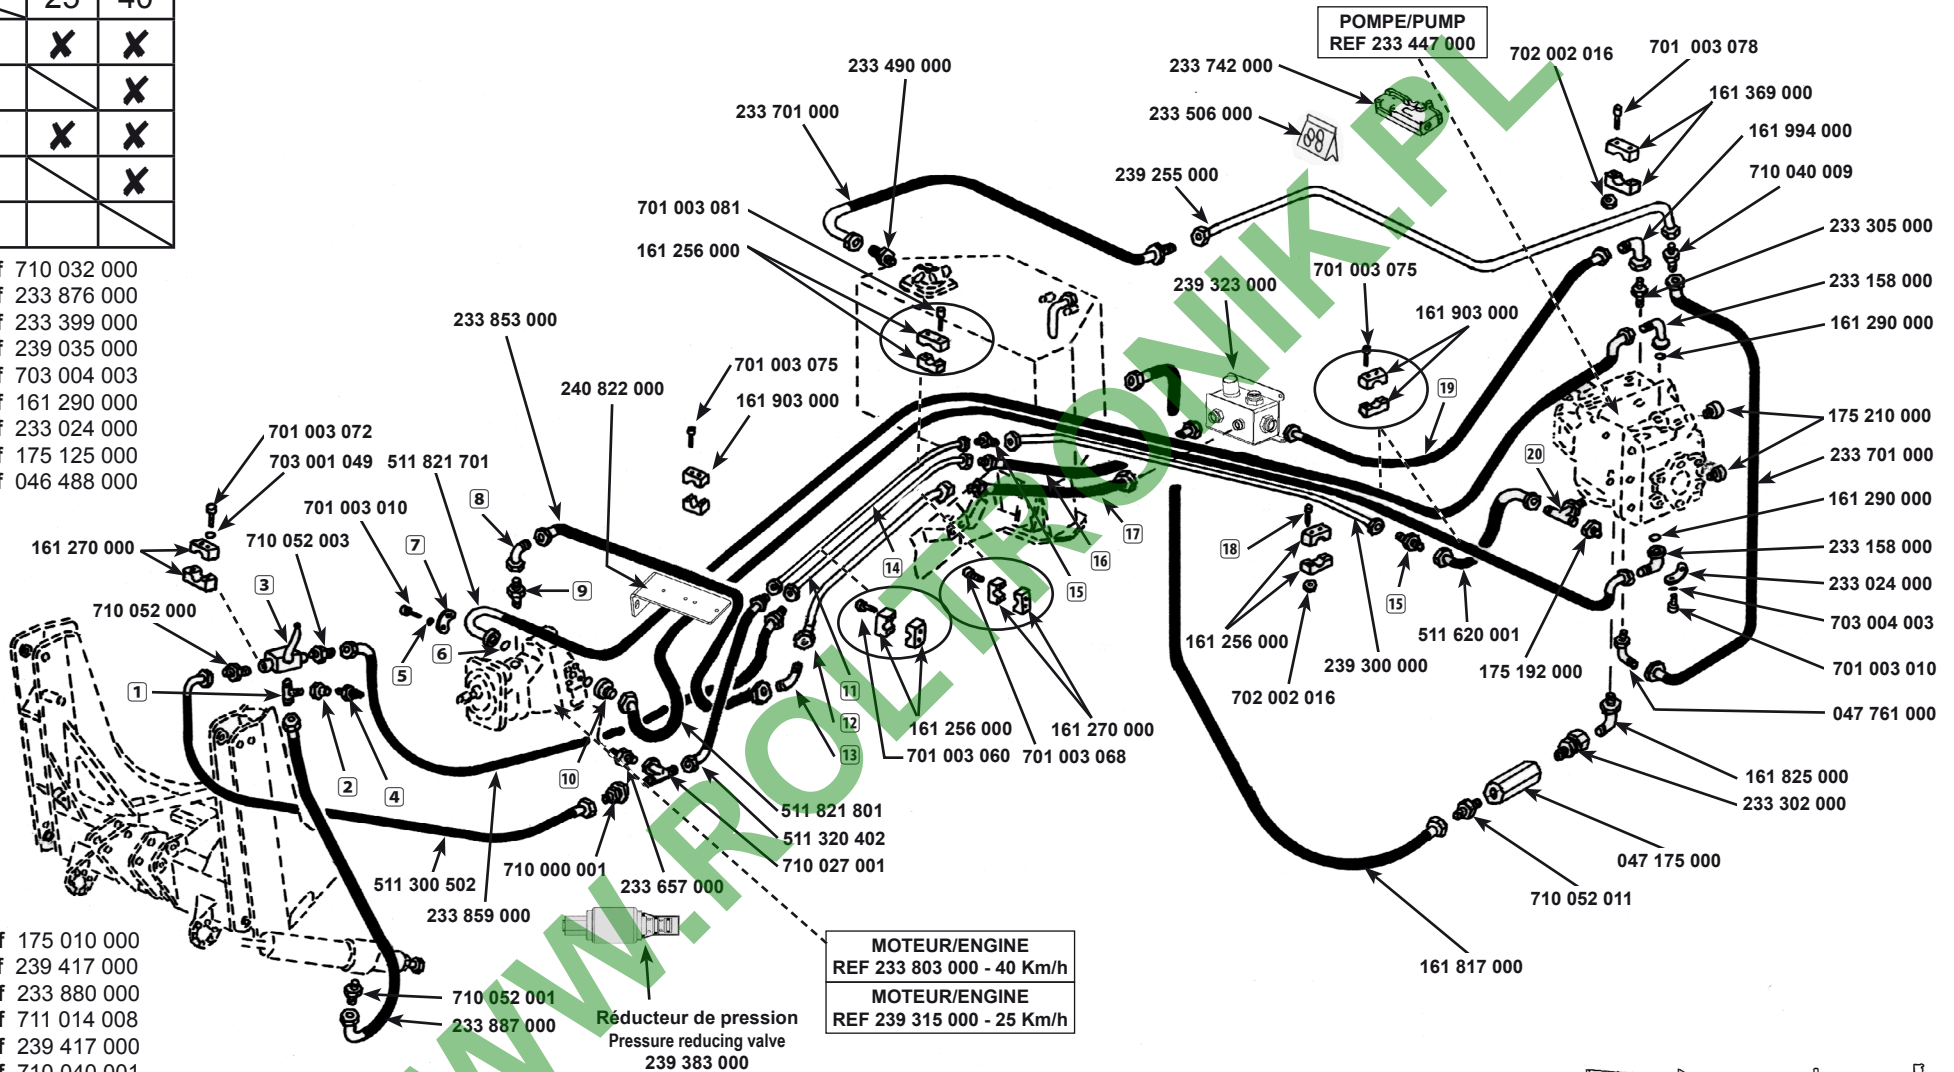 25 40
✘ ✘
✘
✘ ✘
✘
710 032 000
233 876 000
233 399 000
239 035 000
703 004 003
161 290 000
233 024 000
175 125 000
046 488 000
175 010 000
239 417 000
233 880 000
711 014 008
239 417 000
710 040 001
POMPE/PUMP
REF 233 447 000
702 002 016
701 003 078
161 369 000
161 994 000
710 040 009
233 305 000
233 158 000
161 290 000
175 210 000
233 701 000
161 290 000
233 158 000
233 024 000
703 004 003
701 003 010
047 761 000
161 825 000
233 302 000
047 175 000
710 052 011
161 817 000
233 490 000
233 701 000
233 742 000
233 506 000
239 255 000
701 003 081
161 256 000
239 323 000
701 003 075
161 903 000
19
20
233 853 000
240 822 000
701 003 075
161 903 000
701 003 072
703 001 049
511 821 701
8
701 003 010
161 270 000
710 052 003
7
710 052 000
3
9
6
5
1
2
4
10
14
11
12
13
16
17
15
18
15
161 256 000
702 002 016
239 300 000
511 620 001
175 192 000
161 256 000
161 270 000
701 003 060
701 003 068
511 821 801
511 320 402
710 027 001
710 000 001
233 657 000
511 300 502
233 859 000
710 052 001
233 887 000
Réducteur de pression
Pressure reducing valve
239 383 000
MOTEUR/ENGINE
REF 233 803 000 - 40 Km/h
MOTEUR/ENGINE
REF 239 315 000 - 25 Km/h
WWW.ROLTRONIK.PL